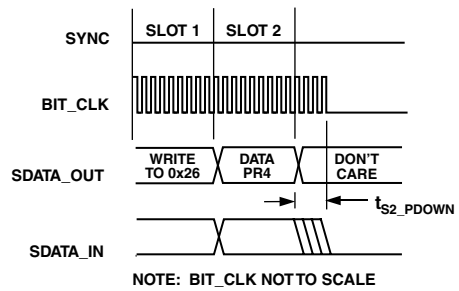 SYNC
SLOT 1
SLOT 2
BIT_CLK
SDATA_OUT
WRITE
TO 0x26
DATA
PR4
DON'T
CARE
tS2_PDOWN
SDATA_IN
NOTE: BIT_CLK NOT TO SCALE